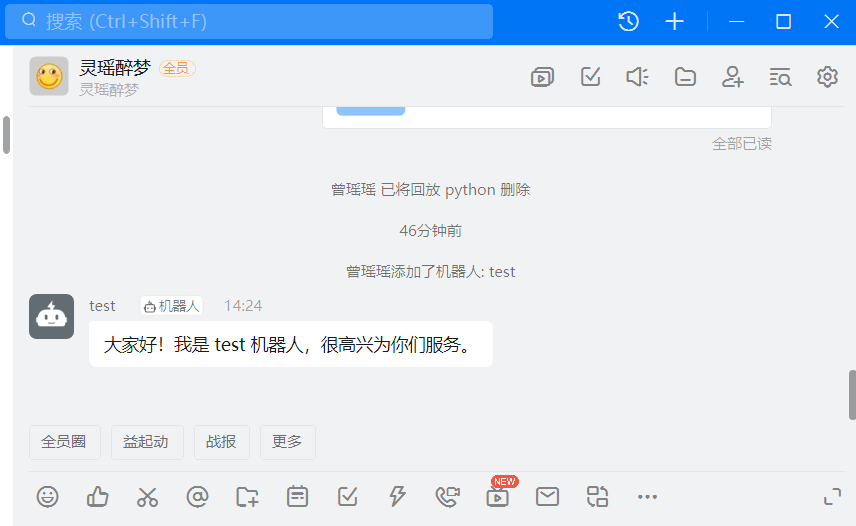 搜索 (Ctrl+Shift+F)
灵瑶醉梦 全员
灵瑶醉梦
全部已读
曾瑶瑶 已将回放 python 删除
46分钟前
曾瑶瑶添加了机器人: test
test 机器人 14:24
大家好！我是 test 机器人，很高兴为你们服务。
全员圈 益起动 战报 更多
NEW